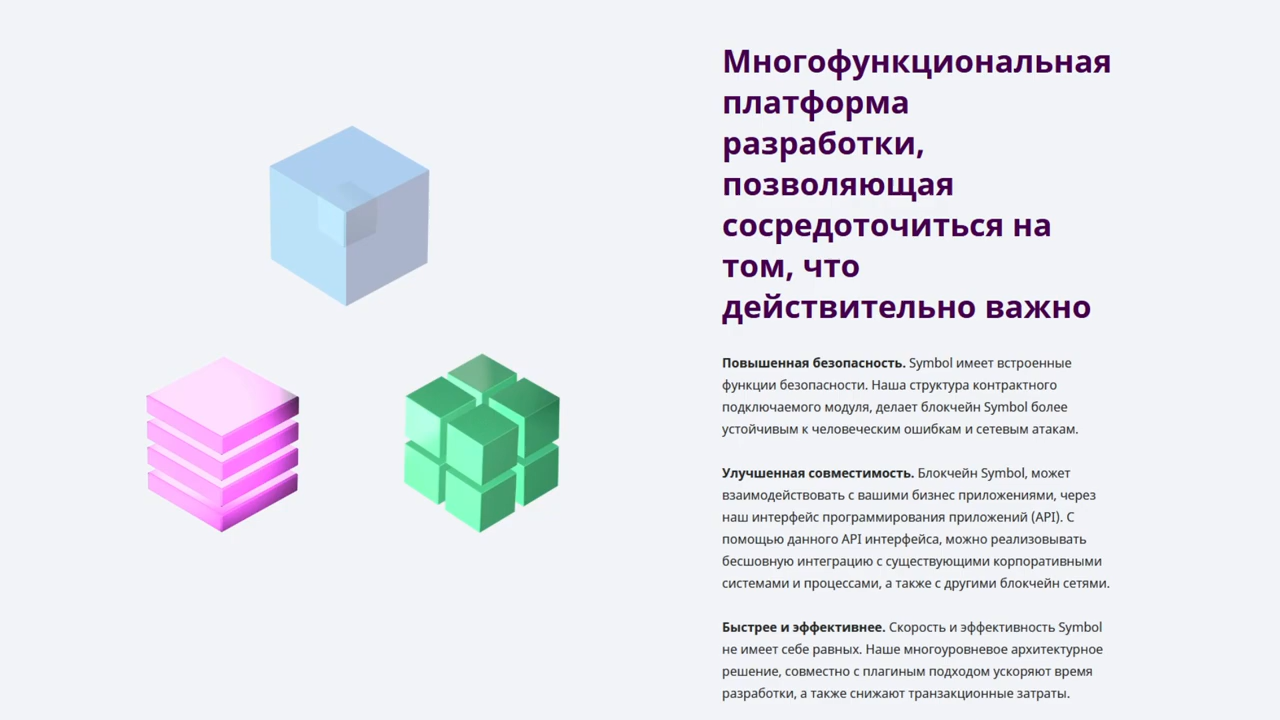 Многофункциональная
платформа
разработки,
позволяющая
сосредоточиться на
том, что
действительно важно
Повышенная безопасность. Symbol имеет встроенные
функции безопасности. Наша структура контрактного
подключаемого модуля, делает блокчейн Symbol более
устойчивым к человеческим ошибкам и сетевым атакам.
Улучшенная совместимость. Блокчейн Symbol, может
взаимодействовать с вашими бизнес приложениями, через
наш интерфейс программирования приложений (API). С
помощью данного API интерфейса, можно реализовывать
бесшовную интеграцию с существующими корпоративными
системами и процессами, а также с другими блокчейн сетями.
Быстрее и эффективнее. Скорость и эффективность Symbol
не имеет себе равных. Наше многоуровневое архитектурное
решение, совместно с плагиным подходом ускоряют время
разработки, а также снижают транзакционные затраты.